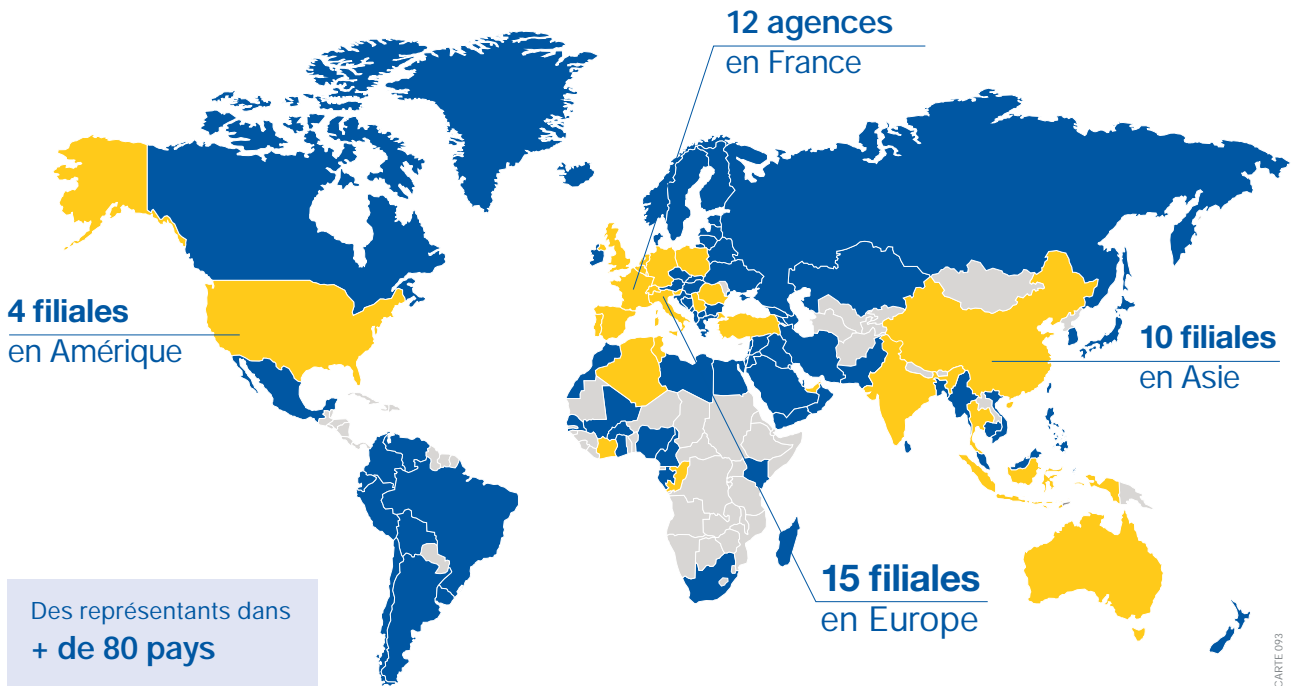 12 agences
en France
4 filiales
en Amérique
10 filiales
en Asie
15 filiales
en Europe
Des représentants dans
+ de 80 pays
CARTE 093